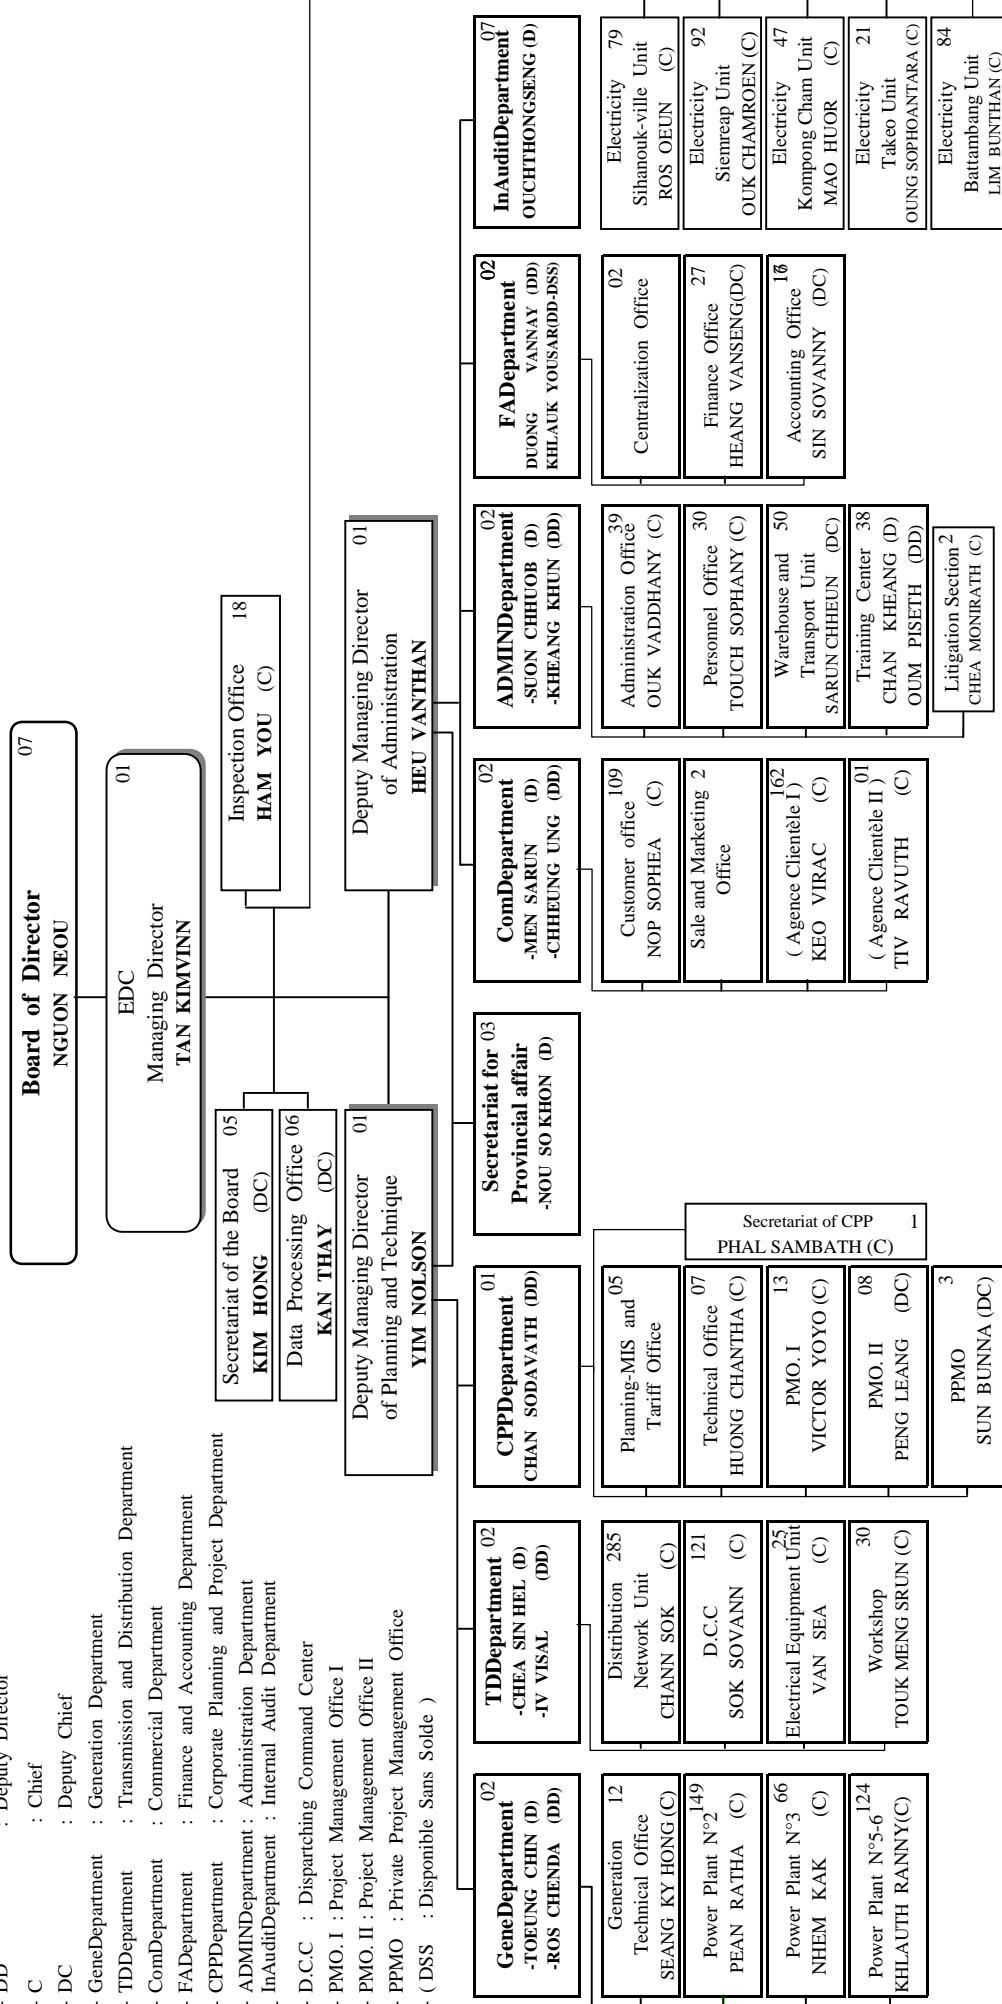 Board of Director 07
NGUON NEOU
EDC 01
Managing Director
TAN KIMVINN
Secretariat of the Board 05
KIM HONG (DC)
Data Processing Office 06
KAN THAY (DC)
Inspection Office 18
HAM YOU (C)
Deputy Managing Director 01
of Planning and Technique
YIM NOLSON
Deputy Managing Director 01
of Administration
HEU VANTHAN
- DD : Deputy Director
- C : Chief
- DC : Deputy Chief
- GeneDepartment : Generation Department
- TDDepartment : Transmission and Distribution Department
- ComDepartment : Commercial Department
- FADepartment : Finance and Accounting Department
- CPPDepartment : Corporate Planning and Project Department
- ADMINDepartment : Administration Department
- InAuditDepartment : Internal Audit Department
- D.C.C : Dispartching Command Center
- PMO. I : Project Management Office I
- PMO. II : Project Management Office II
- PPMO : Private Project Management Office
- ( DSS : Disponible Sans Solde )
GeneDepartment 02
-TOEUNG CHIN (D)
-ROS CHENDA (DD)
TDDepartment 02
-CHEA SIN HEL (D)
-IV VISAL (DD)
CPPDepartment 01
CHAN SODAVATH (DD)
Secretariat for 03
Provincial affair
-NOU SO KHON (D)
ComDepartment 02
-MEN SARUN (D)
-CHHEUNG UNG (DD)
ADMINDepartment 02
-SUON CHHUOB (D)
-KHEANG KHUN (DD)
FADepartment 02
DUONG VANNAY (DD)
KHLAUK YOUSAR(DD-DSS)
InAuditDepartment 07
OUCHTHONGSENG (D)
Generation 12
Technical Office
SEANG KY HONG (C)
Power Plant N°2 149
PEAN RATHA (C)
Power Plant N°3 66
NHEM KAK (C)
Power Plant N°5-6 124
KHLAUTH RANNY(C)
Distribution 285
Network Unit
CHANN SOK (C)
D.C.C 121
SOK SOVANN (C)
Electrical Equipment Unit 25
VAN SEA (C)
Workshop 30
TOUK MENG SRUN (C)
Secretariat of CPP 1
PHAL SAMBATH (C)
Planning-MIS and 05
Tariff Office
Technical Office 07
HUONG CHANTHA (C)
PMO. I 13
VICTOR YOYO (C)
PMO. II 08
PENG LEANG (DC)
PPMO 3
SUN BUNNA (DC)
Customer office 109
NOP SOPHEA (C)
Sale and Marketing 2
Office
( Agence Clientèle I ) 162
KEO VIRAC (C)
( Agence Clientèle II ) 01
TIV RAVUTH (C)
Administration Office 39
OUK VADDHANY (C)
Personnel Office 30
TOUCH SOPHANY (C)
Warehouse and 50
Transport Unit
SARUN CHHEUN (DC)
Training Center 38
CHAN KHEANG (D)
OUM PISETH (DD)
Litigation Section 2
CHEA MONIRATH (C)
Centralization Office 02
Finance Office 27
HEANG VANSENG(DC)
Accounting Office
SIN SOVANNY (DC)
Electricity 79
Sihanouk-ville Unit
ROS OEUN (C)
Electricity 92
Siemreap Unit
OUK CHAMROEN (C)
Electricity 47
Kompong Cham Unit
MAO HUOR (C)
Electricity 21
Takeo Unit
OUNG SOPHOANTARA (C)
Electricity 84
Battambang Unit
LIM BUNTHAN (C)